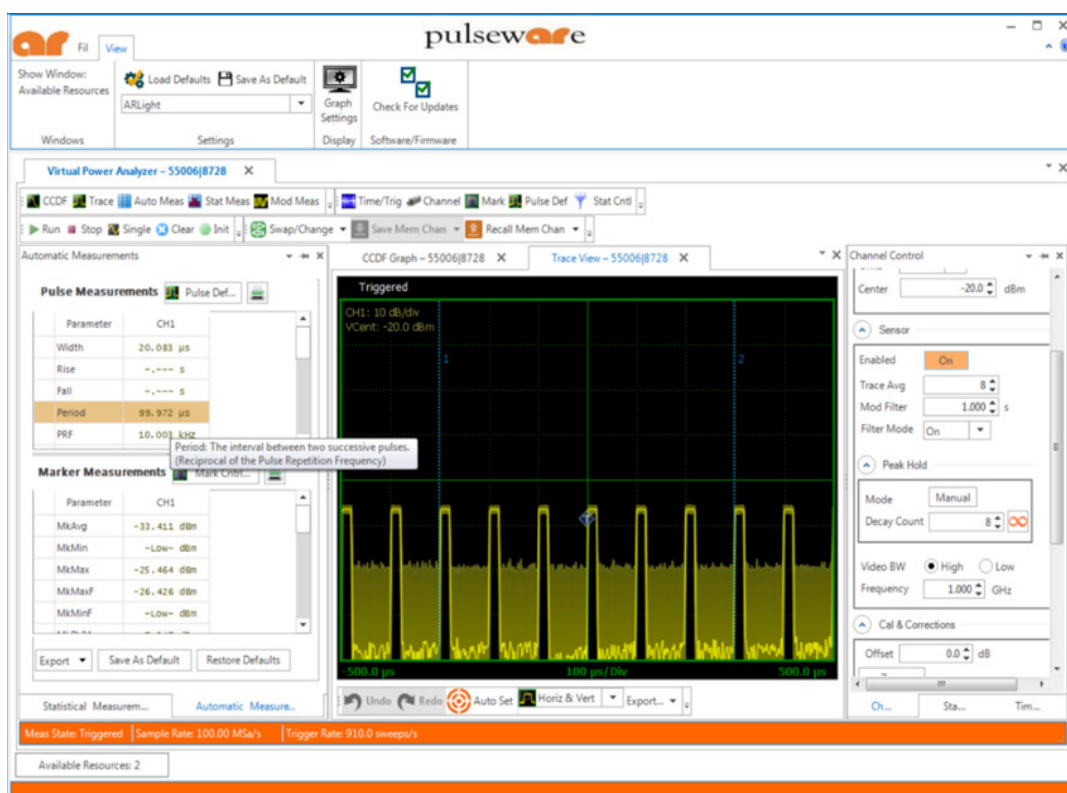 ar
Fil View
pulseware
Show Window:
Available Resources
Windows
Load Defaults Save As Default
ARLight
Settings
Graph
Settings
Display
Check For Updates
Software/Firmware
Virtual Power Analyzer – 55006|8728 X
CCDF Trace Auto Meas Stat Meas Mod Meas Time/Trig Channel Mark Pulse Def Stat Cntl
Run Stop Single Clear Init Swap/Change Save Mem Chan Recall Mem Chan
Automatic Measurements
Pulse Measurements Pulse Def...
Parameter CH1
Width 20.083 µs
Rise -.--- s
Fall -.--- s
Period 99.972 µs
PRF 10.003 kHz
Period: The interval between two successive pulses.
(Reciprocal of the Pulse Repetition Frequency)
Marker Measurements Mark Cntrl...
Parameter CH1
MkAvg -33.411 dBm
MkMin -Low- dBm
MkMax -25.464 dBm
MkMaxF -26.426 dBm
MkMinF -Low- dBm
Export Save As Default Restore Defaults
Statistical Measurem... Automatic Measure...
CCDF Graph – 55006|8728 X Trace View – 55006|8728 X
Triggered
CH1: 10 dB/div
VCent: -20.0 dBm
1 2
T
-500.0 µs 100 µs/Div 500.0 µs
Undo Redo Auto Set Horiz & Vert Export...
Channel Control
Center -20.0 dBm
Sensor
Enabled On
Trace Avg 8
Mod Filter 1.000 s
Filter Mode On
Peak Hold
Mode Manual
Decay Count 8
Video BW High Low
Frequency 1.000 GHz
Cal & Corrections
Offset 0.0 dB
Ch... Sta... Tim...
Meas State: Triggered Sample Rate: 100.00 MSa/s Trigger Rate: 910.0 sweeps/s
Available Resources: 2